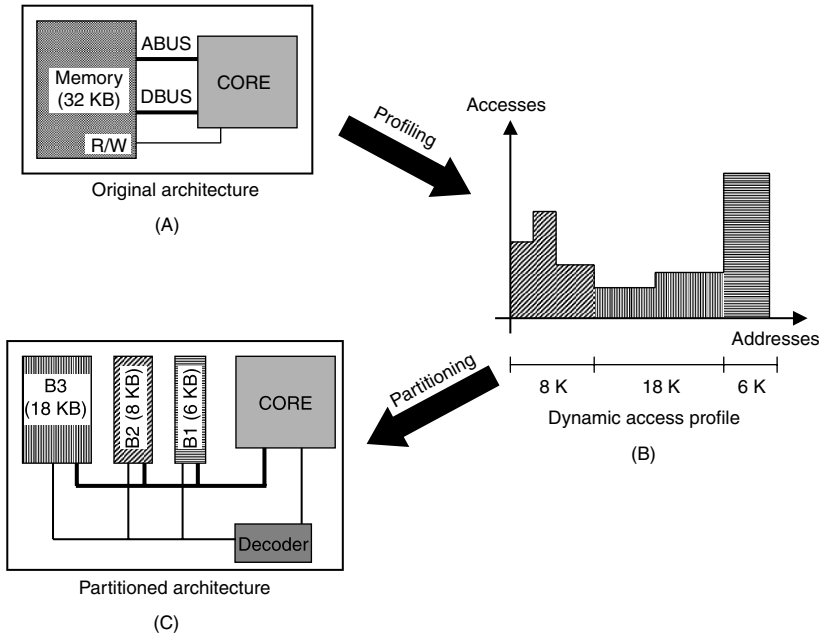 ABUS
Memory
(32 KB)
CORE
DBUS
R/W
Original architecture
(A)
Profiling
Accesses
Addresses
8 K
18 K
6 K
Dynamic access profile
(B)
Partitioning
B3
(18 KB)
B2 (8 KB)
B1 (6 KB)
CORE
Decoder
Partitioned architecture
(C)